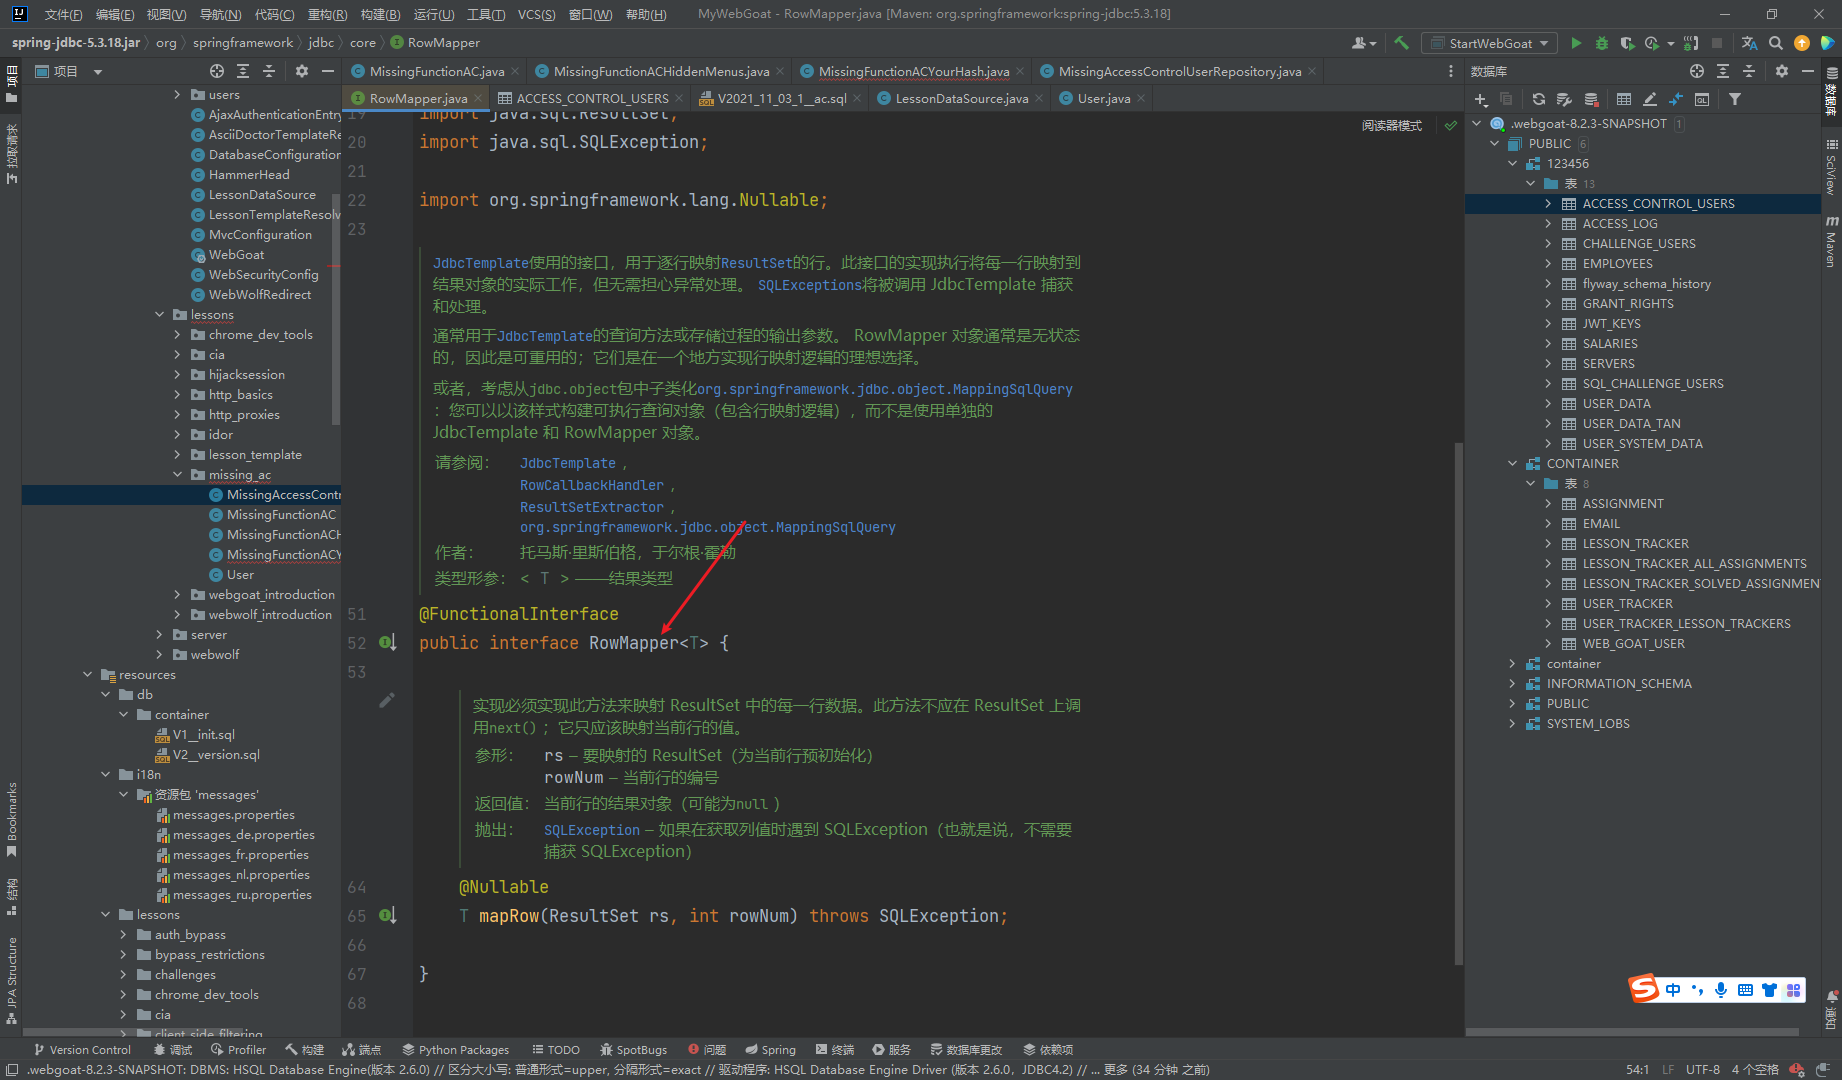 文件(F) 编辑(E) 视图(V) 导航(N) 代码(C) 重构(R) 构建(B) 运行(U) 工具(T) VCS(S) 窗口(W) 帮助(H) MyWebGoat - RowMapper.java [Maven: org.springframework:spring-jdbc:5.3.18]
spring-jdbc-5.3.18.jar org springframework jdbc core RowMapper StartWebGoat
项目
项目
拉取请求
Bookmarks
结构
JPA Structure
users
AjaxAuthenticationEntry
AsciiDoctorTemplateRe
DatabaseConfiguration
HammerHead
LessonDataSource
LessonTemplateResolv
MvcConfiguration
WebGoat
WebSecurityConfig
WebWolfRedirect
lessons
chrome_dev_tools
cia
hijacksession
http_basics
http_proxies
idor
lesson_template
missing_ac
MissingAccessContr
MissingFunctionAC
MissingFunctionACH
MissingFunctionACY
User
webgoat_introduction
webwolf_introduction
server
webwolf
resources
db
container
V1__init.sql
V2__version.sql
i18n
资源包 'messages'
messages.properties
messages_de.properties
messages_fr.properties
messages_nl.properties
messages_ru.properties
lessons
auth_bypass
bypass_restrictions
challenges
chrome_dev_tools
cia
client_side_filtering
MissingFunctionAC.java MissingFunctionACHiddenMenus.java MissingFunctionACYourHash.java MissingAccessControlUserRepository.java
RowMapper.java ACCESS_CONTROL_USERS V2021_11_03_1__ac.sql LessonDataSource.java User.java
阅读器模式
19 import java.sql.ResultSet;
20 import java.sql.SQLException;
21
22 import org.springframework.lang.Nullable;
23
JdbcTemplate使用的接口，用于逐行映射ResultSet的行。此接口的实现执行将每一行映射到
结果对象的实际工作，但无需担心异常处理。 SQLExceptions将被调用 JdbcTemplate 捕获
和处理。
通常用于JdbcTemplate的查询方法或存储过程的输出参数。 RowMapper 对象通常是无状态
的，因此是可重用的；它们是在一个地方实现行映射逻辑的理想选择。
或者，考虑从jdbc.object包中子类化org.springframework.jdbc.object.MappingSqlQuery
：您可以以该样式构建可执行查询对象（包含行映射逻辑），而不是使用单独的
JdbcTemplate 和 RowMapper 对象。
请参阅： JdbcTemplate ,
RowCallbackHandler ,
ResultSetExtractor ,
org.springframework.jdbc.object.MappingSqlQuery
作者： 托马斯·里斯伯格，于尔根·霍勒
类型形参： < T > ——结果类型
51 @FunctionalInterface
52 public interface RowMapper<T> {
53
实现必须实现此方法来映射 ResultSet 中的每一行数据。此方法不应在 ResultSet 上调
用next() ；它只应该映射当前行的值。
参形： rs – 要映射的 ResultSet（为当前行预初始化）
rowNum – 当前行的编号
返回值： 当前行的结果对象（可能为null ）
抛出： SQLException – 如果在获取列值时遇到 SQLException（也就是说，不需要
捕获 SQLException）
64 @Nullable
65 T mapRow(ResultSet rs, int rowNum) throws SQLException;
66
67 }
68
数据库
.webgoat-8.2.3-SNAPSHOT 1
PUBLIC 6
123456
表 13
ACCESS_CONTROL_USERS
ACCESS_LOG
CHALLENGE_USERS
EMPLOYEES
flyway_schema_history
GRANT_RIGHTS
JWT_KEYS
SALARIES
SERVERS
SQL_CHALLENGE_USERS
USER_DATA
USER_DATA_TAN
USER_SYSTEM_DATA
CONTAINER
表 8
ASSIGNMENT
EMAIL
LESSON_TRACKER
LESSON_TRACKER_ALL_ASSIGNMENTS
LESSON_TRACKER_SOLVED_ASSIGNMEN
USER_TRACKER
USER_TRACKER_LESSON_TRACKERS
WEB_GOAT_USER
container
INFORMATION_SCHEMA
PUBLIC
SYSTEM_LOBS
数据库
SciView
m Maven
通知
S 中
Version Control 调试 Profiler 构建 端点 Python Packages TODO SpotBugs 问题 Spring 终端 服务 数据库更改 依赖项
.webgoat-8.2.3-SNAPSHOT: DBMS: HSQL Database Engine(版本 2.6.0) // 区分大小写: 普通形式=upper, 分隔形式=exact // 驱动程序: HSQL Database Engine Driver (版本 2.6.0, JDBC4.2) // ... 更多 (34 分钟 之前) 54:1 LF UTF-8 4 个空格